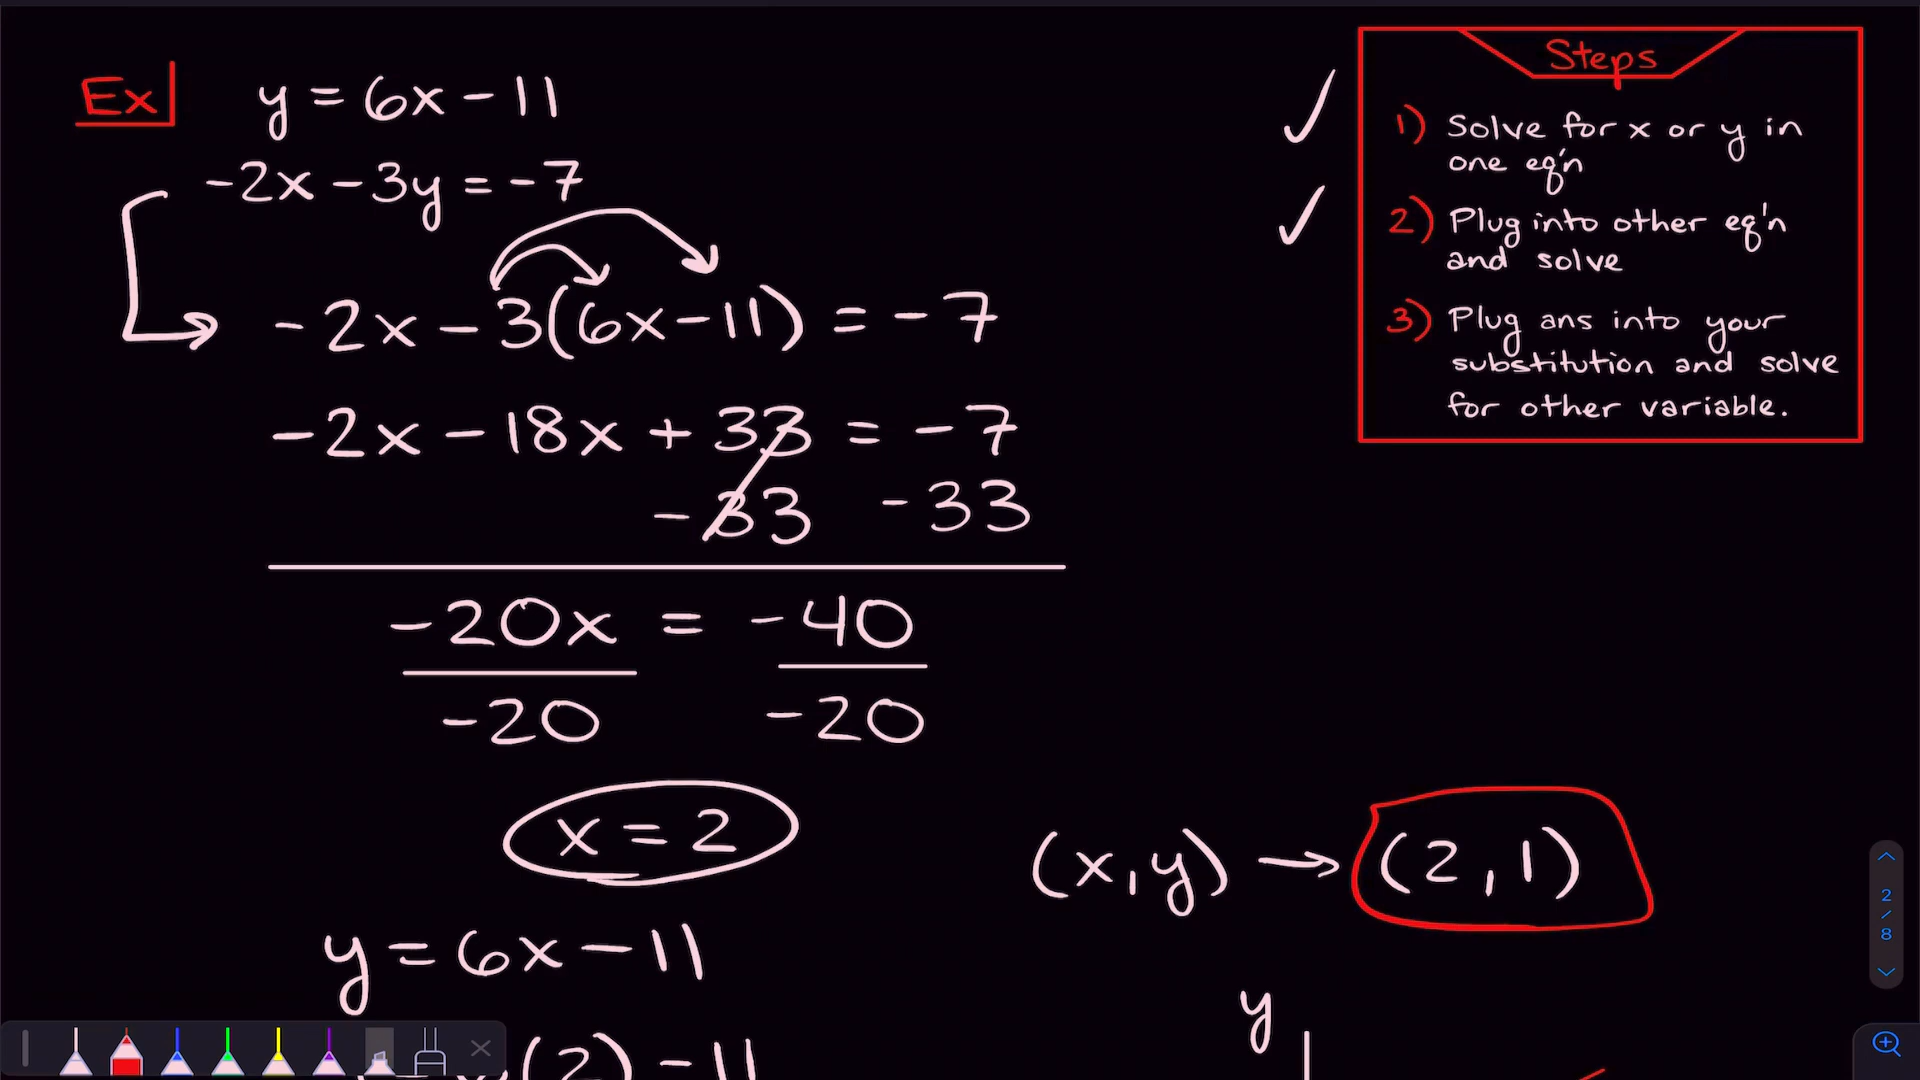 Ex
y = 6x - 11
-2x - 3y = -7
-2x - 3(6x - 11) = -7
-2x - 18x + 33 = -7
-33 -33
-20x = -40
-20 -20
x = 2
y = 6x - 11
(2) - 11
Steps
1) Solve for x or y in
one eq'n
2) Plug into other eq'n
and solve
3) Plug ans into your
substitution and solve
for other variable.
(x,y) → (2,1)
y
2
/
8